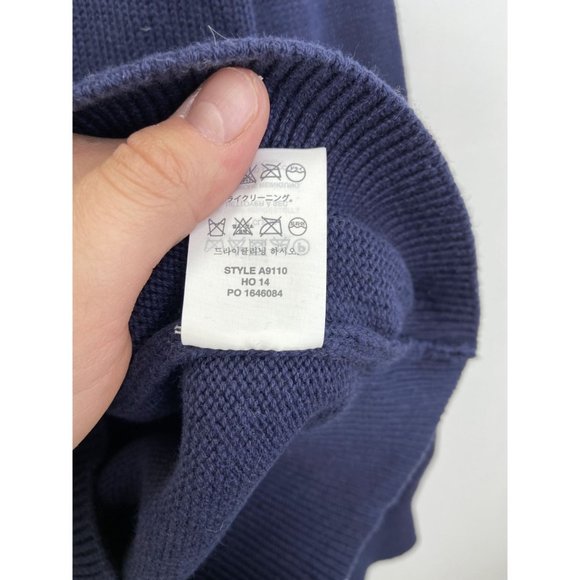 ライクリーニング。
드라이클리닝 하시오.
STYLE A9110
HO 14
PO 1646084